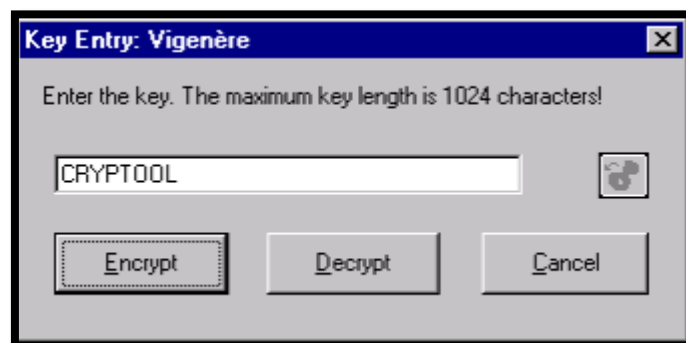 Key Entry: Vigenère
Enter the key. The maximum key length is 1024 characters!
CRYPTOOL
Encrypt Decrypt Cancel